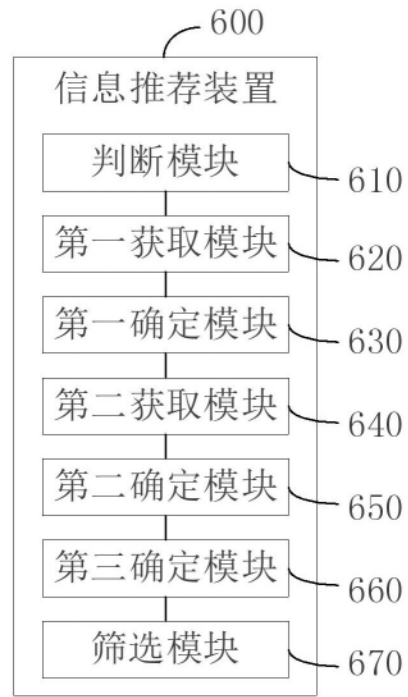 600
信息推荐装置
判断模块
610
第一获取模块
620
第一确定模块
630
第二获取模块
640
第二确定模块
650
第三确定模块
660
筛选模块
670